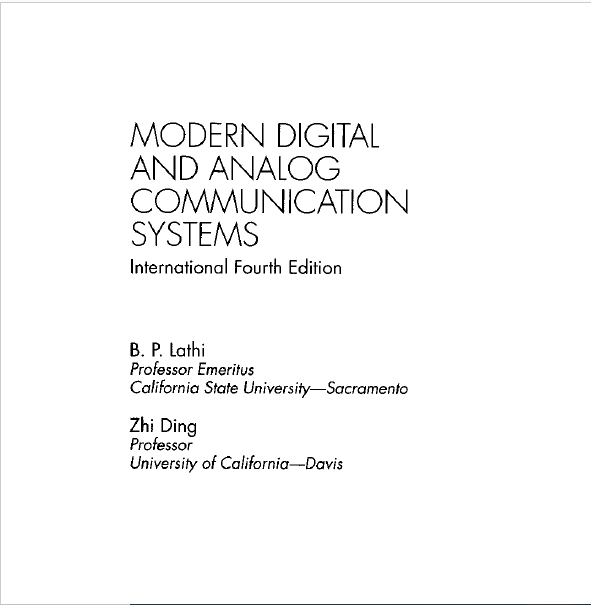 MODERN DIGITAL
AND ANALOG
COMMUNICATION
SYSTEMS
International Fourth Edition
B. P. Lathi
Professor Emeritus
California State University—Sacramento
Zhi Ding
Professor
University of California—Davis